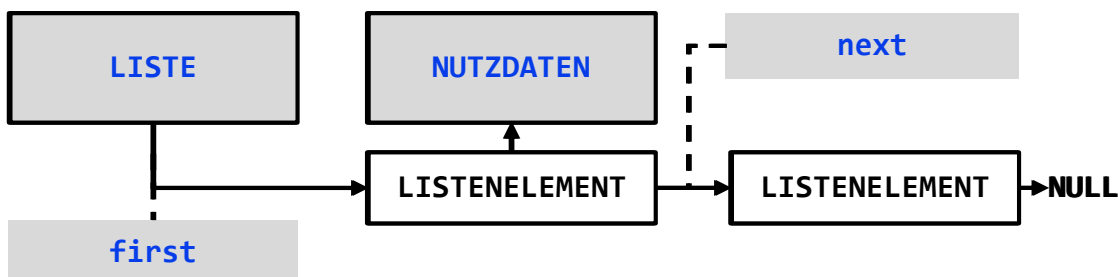 LISTE
NUTZDATEN
next
LISTENELEMENT
LISTENELEMENT
NULL
first